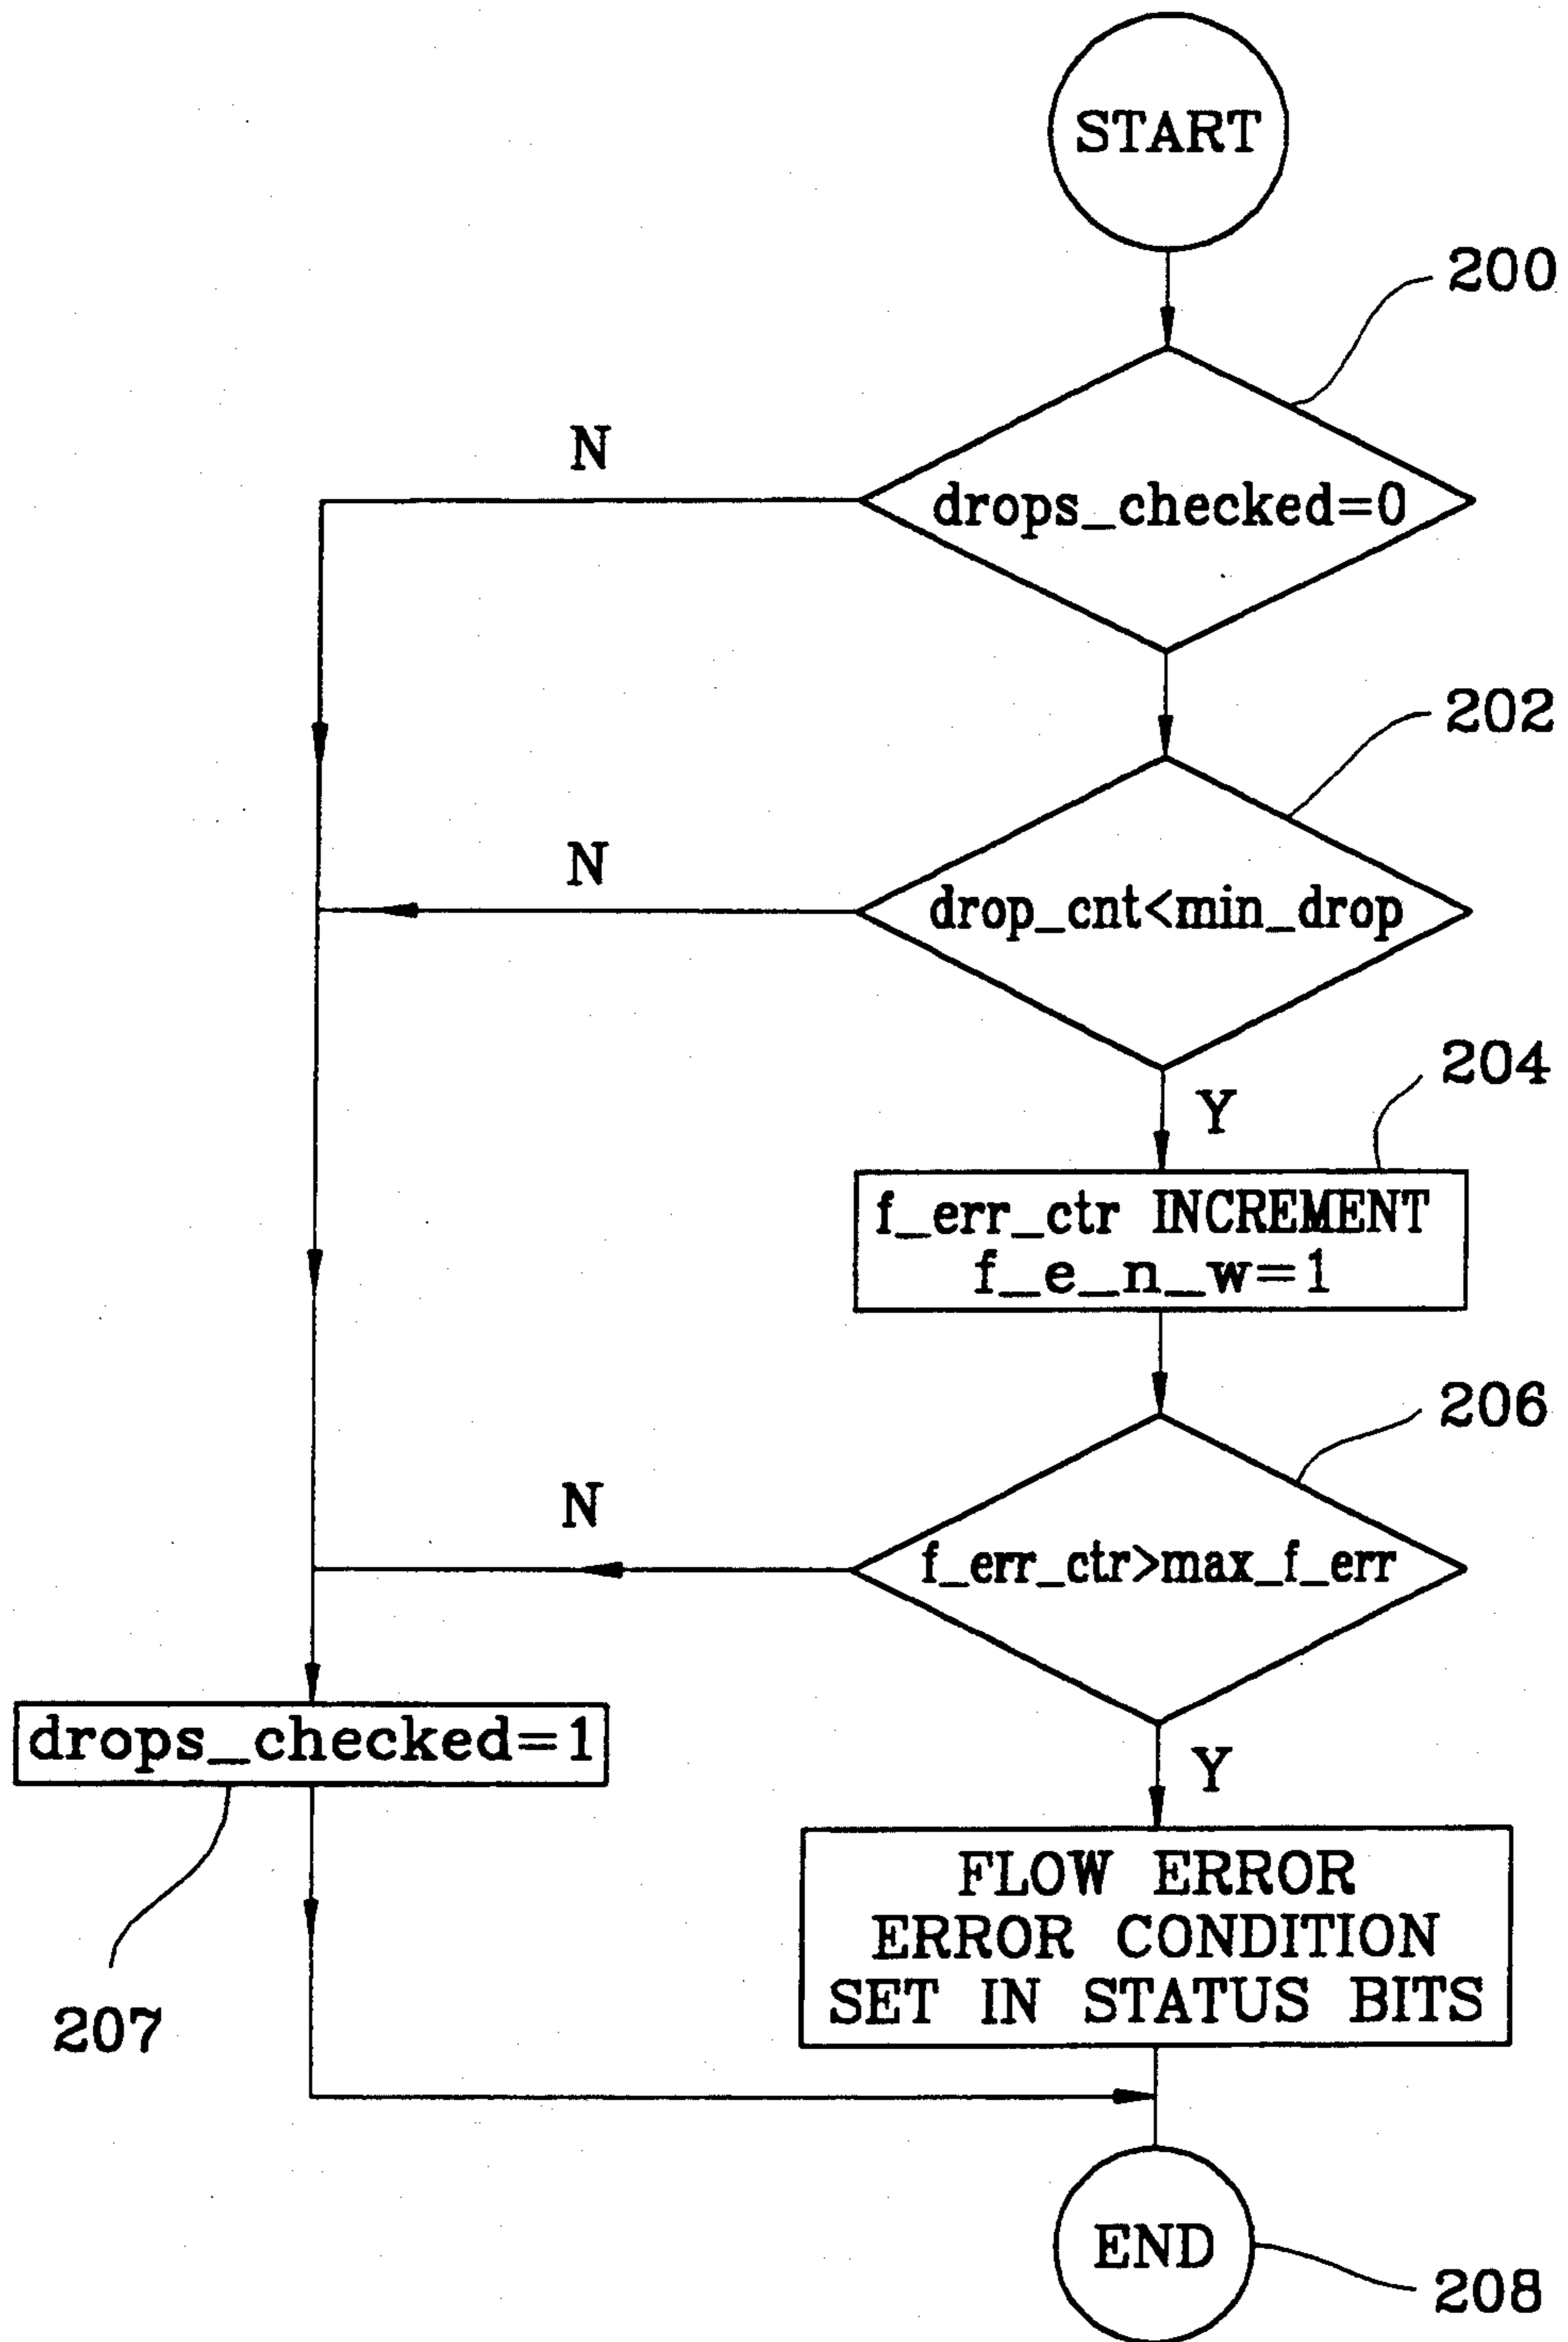 START
200
N
drops_checked=0
202
N
drop_cnt<min_drop
204
Y
f_err_ctr INCREMENT
f_e_n_w=1
206
N
f_err_ctr>max_f_err
drops_checked=1
Y
FLOW ERROR
ERROR CONDITION
SET IN STATUS BITS
207
END
208